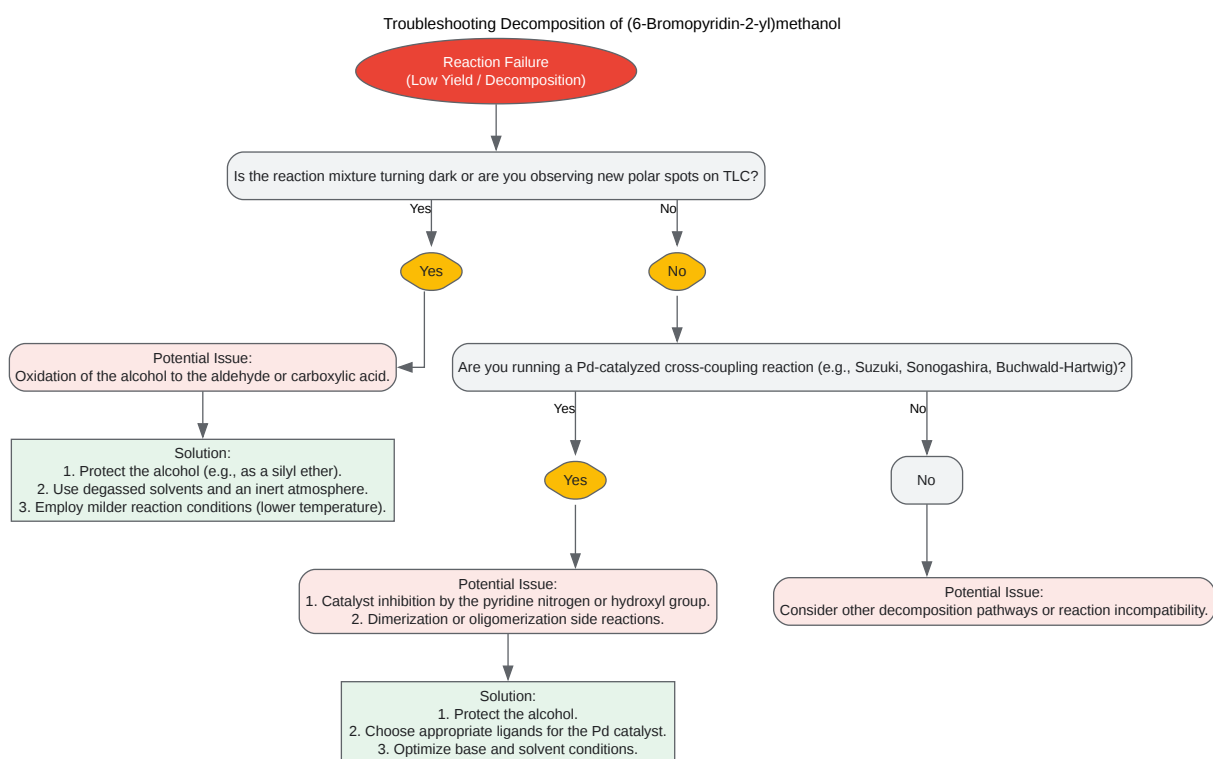 Troubleshooting Decomposition of (6-Bromopyridin-2-yl)methanol
Reaction Failure
(Low Yield / Decomposition)
Is the reaction mixture turning dark or are you observing new polar spots on TLC?
Yes
No
Yes
No
Potential Issue:
Oxidation of the alcohol to the aldehyde or carboxylic acid.
Are you running a Pd-catalyzed cross-coupling reaction (e.g., Suzuki, Sonogashira, Buchwald-Hartwig)?
Yes
No
Solution:
1. Protect the alcohol (e.g., as a silyl ether).
2. Use degassed solvents and an inert atmosphere.
3. Employ milder reaction conditions (lower temperature).
Yes
No
Potential Issue:
1. Catalyst inhibition by the pyridine nitrogen or hydroxyl group.
2. Dimerization or oligomerization side reactions.
Potential Issue:
Consider other decomposition pathways or reaction incompatibility.
Solution:
1. Protect the alcohol.
2. Choose appropriate ligands for the Pd catalyst.
3. Optimize base and solvent conditions.